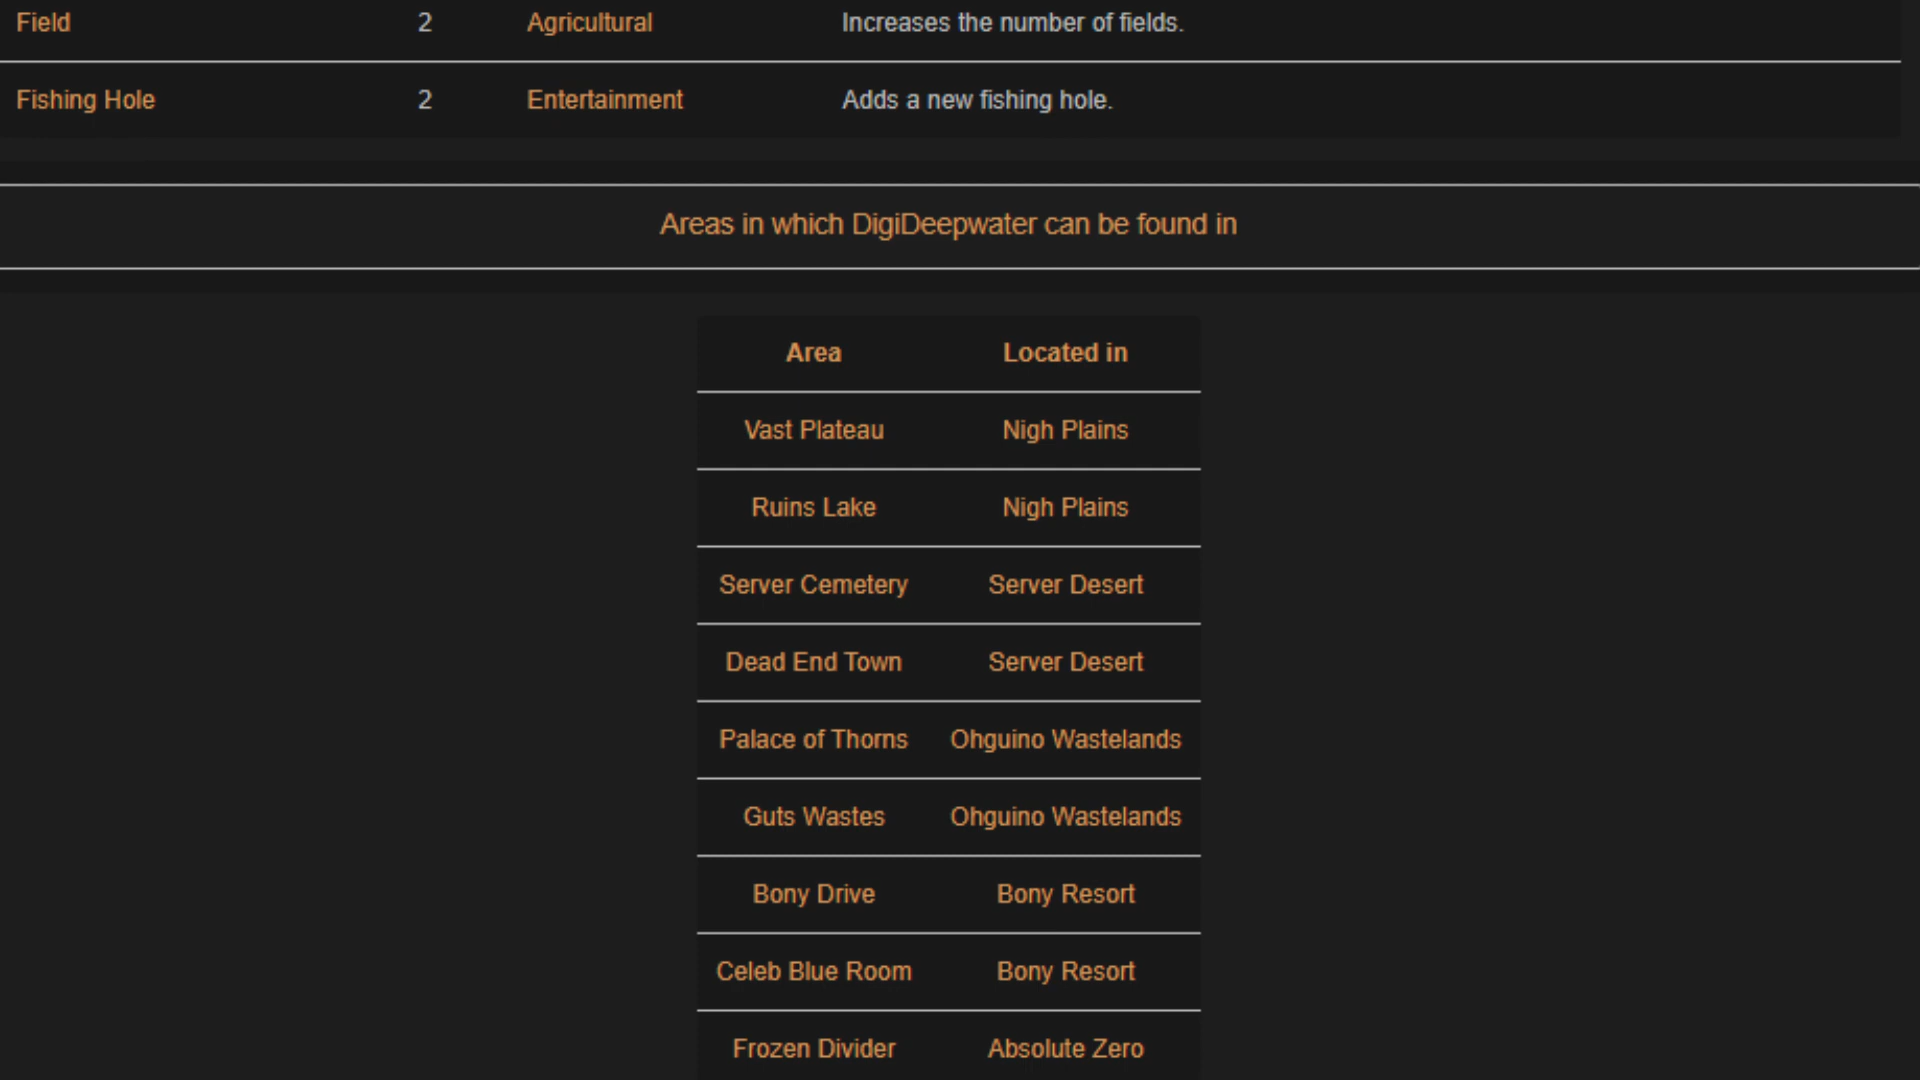 Field 2 Agricultural Increases the number of fields.
Fishing Hole 2 Entertainment Adds a new fishing hole.
Areas in which DigiDeepwater can be found in
Area Located in
Vast Plateau Nigh Plains
Ruins Lake Nigh Plains
Server Cemetery Server Desert
Dead End Town Server Desert
Palace of Thorns Ohguino Wastelands
Guts Wastes Ohguino Wastelands
Bony Drive Bony Resort
Celeb Blue Room Bony Resort
Frozen Divider Absolute Zero